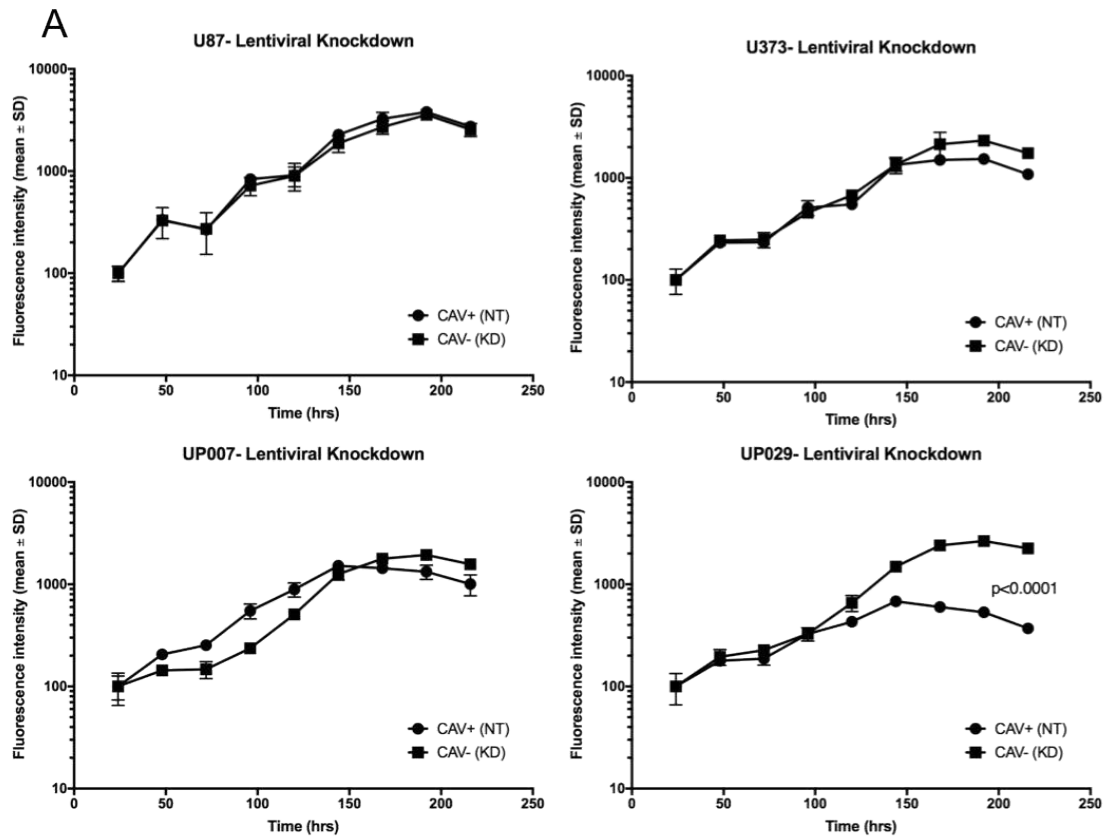 A
U87- Lentiviral Knockdown
Fluorescence intensity (mean ± SD)
10000
1000
100
10
CAV+ (NT)
CAV- (KD)
0
50
100
150
200
250
Time (hrs)
U373- Lentiviral Knockdown
Fluorescence intensity (mean ± SD)
10000
1000
100
10
CAV+ (NT)
CAV- (KD)
0
50
100
150
200
250
Time (hrs)
UP007- Lentiviral Knockdown
Fluorescence intensity (mean ± SD)
10000
1000
100
10
CAV+ (NT)
CAV- (KD)
0
50
100
150
200
250
Time (hrs)
UP029- Lentiviral Knockdown
Fluorescence intensity (mean ± SD)
10000
1000
100
10
p<0.0001
CAV+ (NT)
CAV- (KD)
0
50
100
150
200
250
Time (hrs)